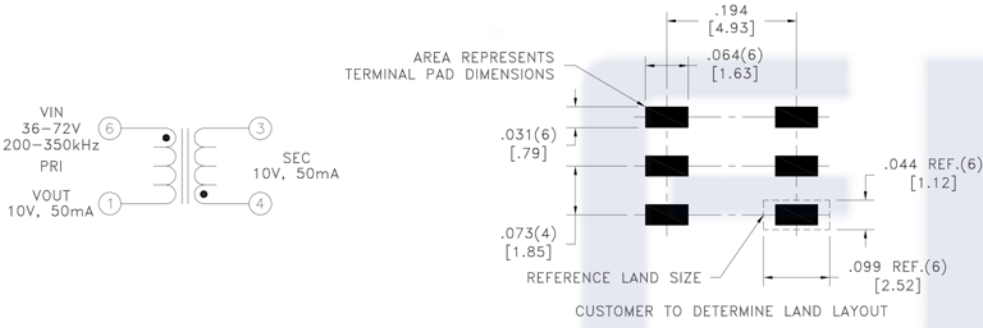 VIN
36-72V
200-350kHz
PRI
VOUT
10V, 50mA
6
1
3
4
SEC
10V, 50mA
AREA REPRESENTS
TERMINAL PAD DIMENSIONS
.194
[4.93]
.064(6)
[1.63]
.031(6)
[.79]
.073(4)
[1.85]
.044 REF.(6)
[1.12]
.099 REF.(6)
[2.52]
REFERENCE LAND SIZE
CUSTOMER TO DETERMINE LAND LAYOUT